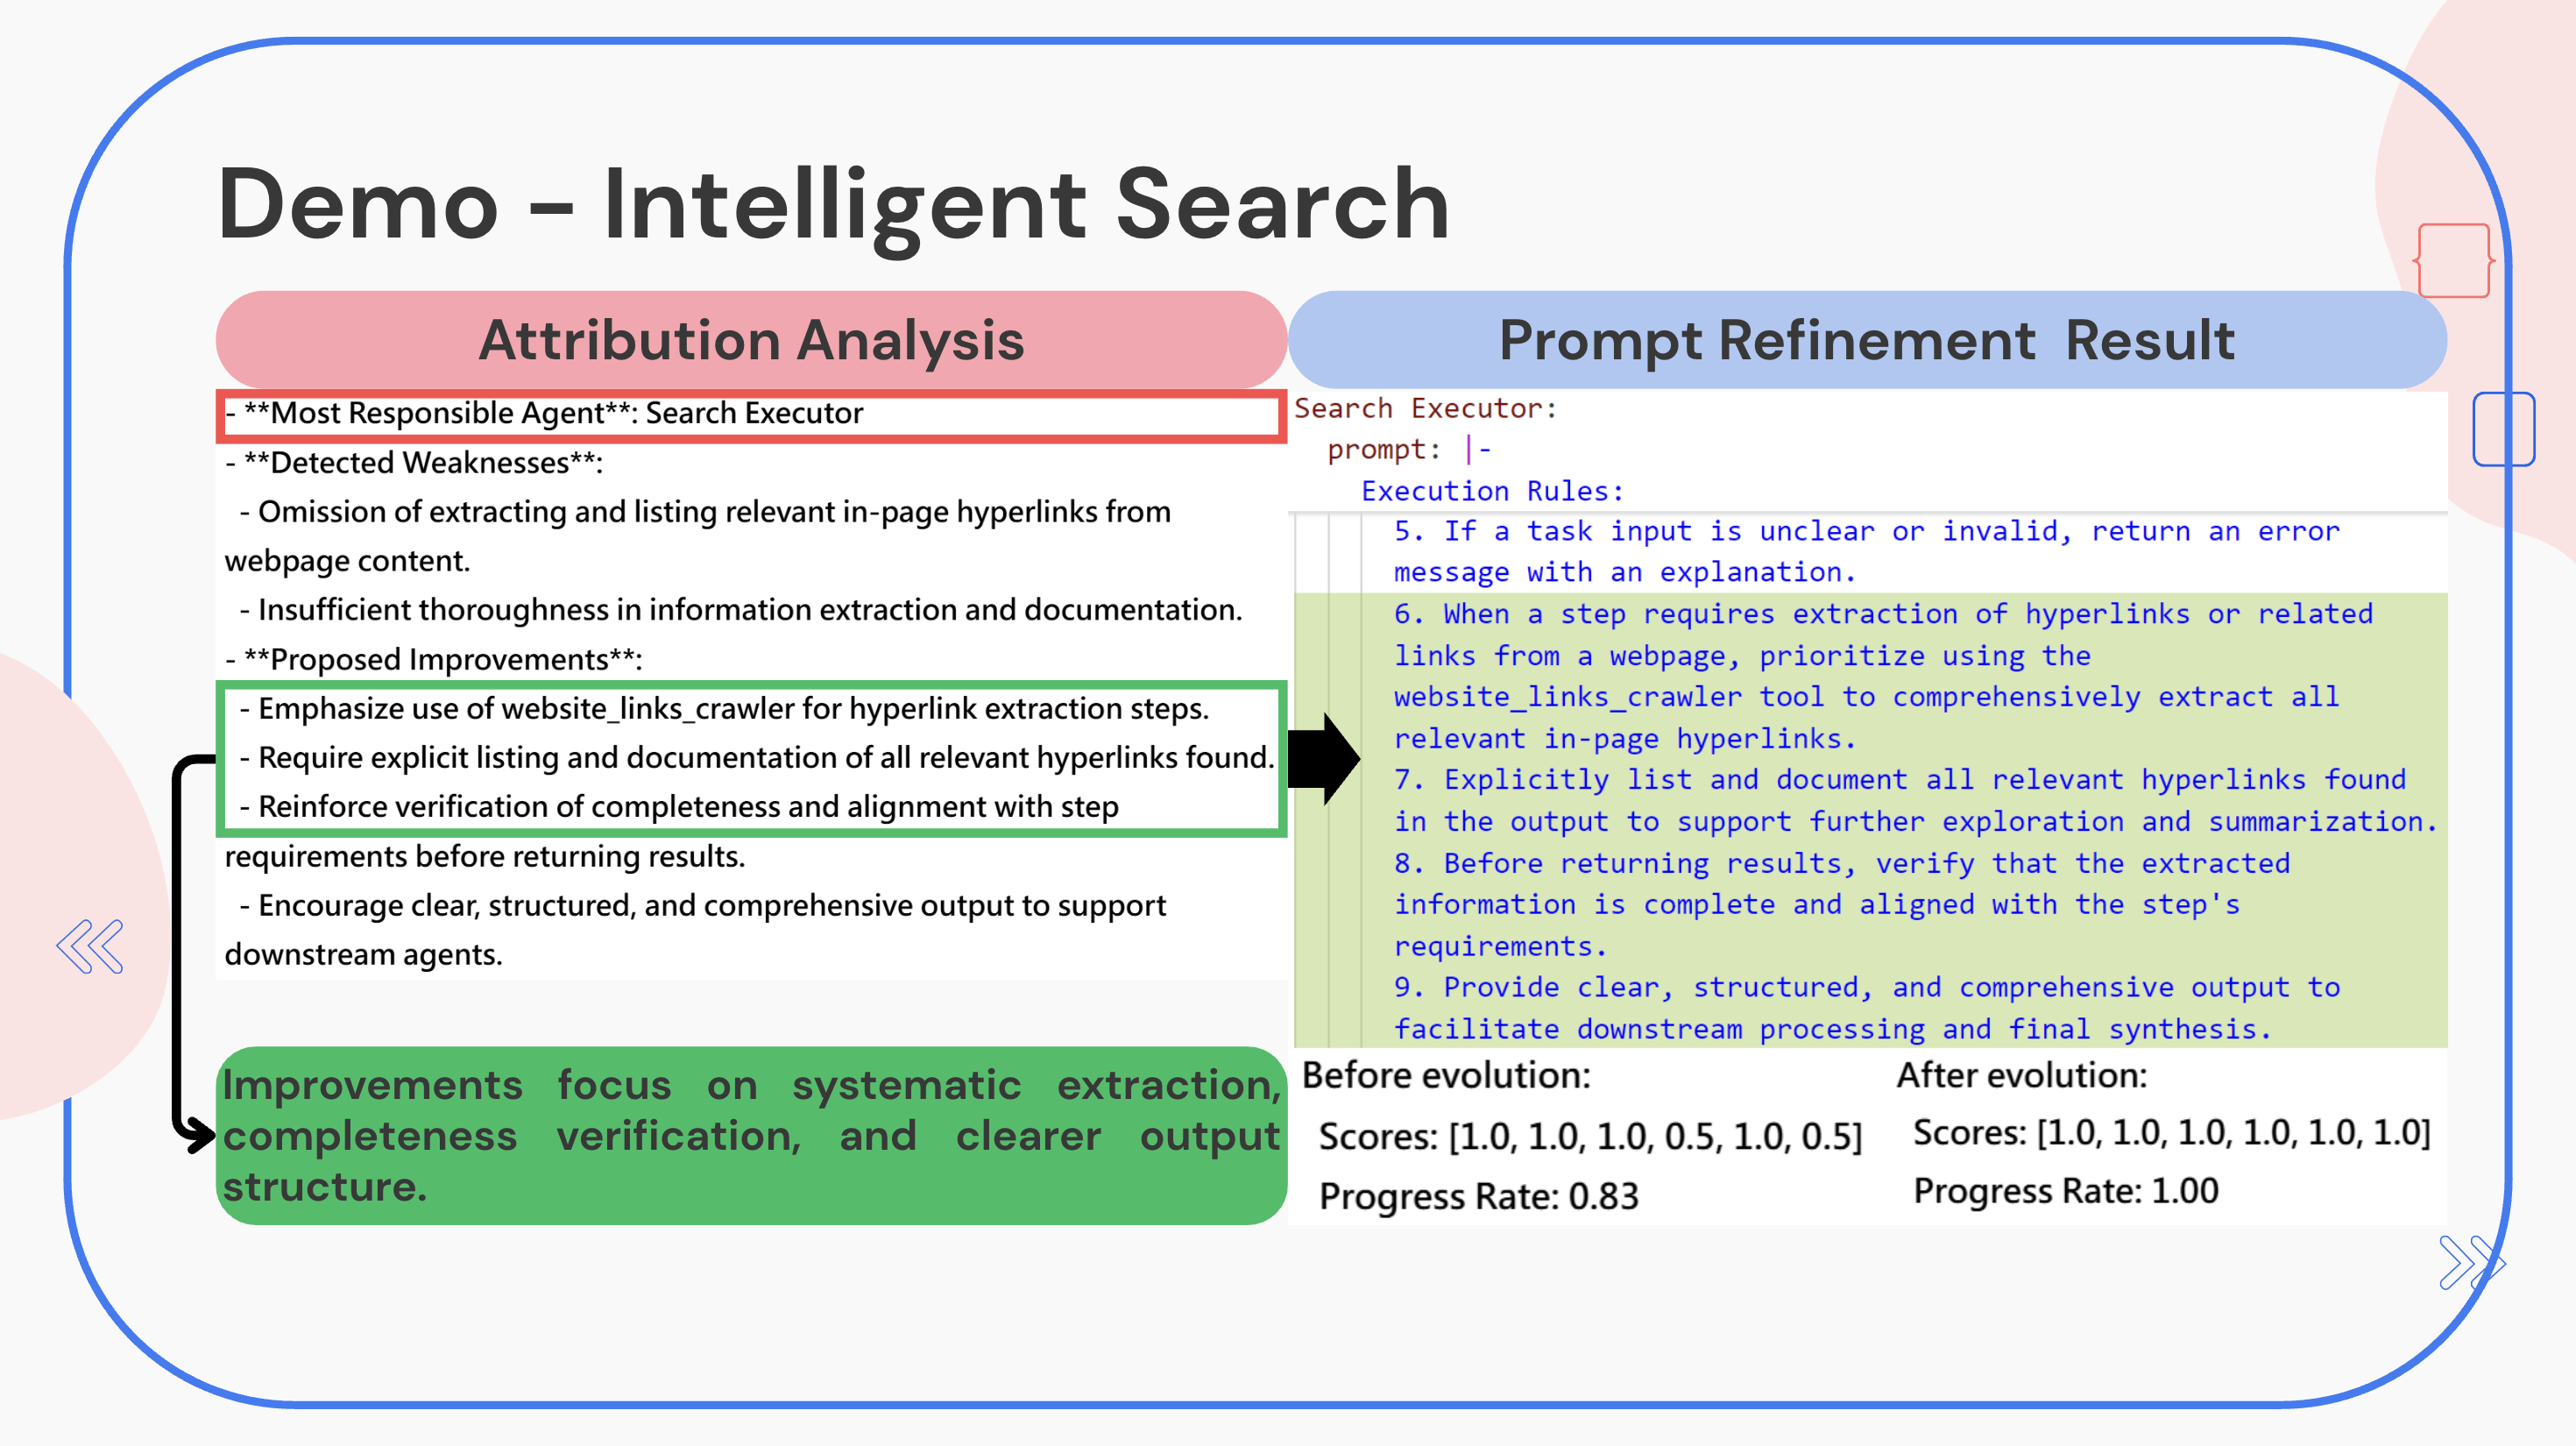 Demo - Intelligent Search
Attribution Analysis
- **Most Responsible Agent**: Search Executor
- **Detected Weaknesses**:
- Omission of extracting and listing relevant in-page hyperlinks from
webpage content.
- Insufficient thoroughness in information extraction and documentation.
- **Proposed Improvements**:
- Emphasize use of website_links_crawler for hyperlink extraction steps.
- Require explicit listing and documentation of all relevant hyperlinks found.
- Reinforce verification of completeness and alignment with step
requirements before returning results.
- Encourage clear, structured, and comprehensive output to support
downstream agents.
Improvements focus on systematic extraction,
completeness verification, and clearer output
structure.
Prompt Refinement Result
Search Executor:
prompt: |-
Execution Rules:
5. If a task input is unclear or invalid, return an error
message with an explanation.
6. When a step requires extraction of hyperlinks or related
links from a webpage, prioritize using the
website_links_crawler tool to comprehensively extract all
relevant in-page hyperlinks.
7. Explicitly list and document all relevant hyperlinks found
in the output to support further exploration and summarization.
8. Before returning results, verify that the extracted
information is complete and aligned with the step's
requirements.
9. Provide clear, structured, and comprehensive output to
facilitate downstream processing and final synthesis.
Before evolution:
Scores: [1.0, 1.0, 1.0, 0.5, 1.0, 0.5]
Progress Rate: 0.83
After evolution:
Scores: [1.0, 1.0, 1.0, 1.0, 1.0, 1.0]
Progress Rate: 1.00